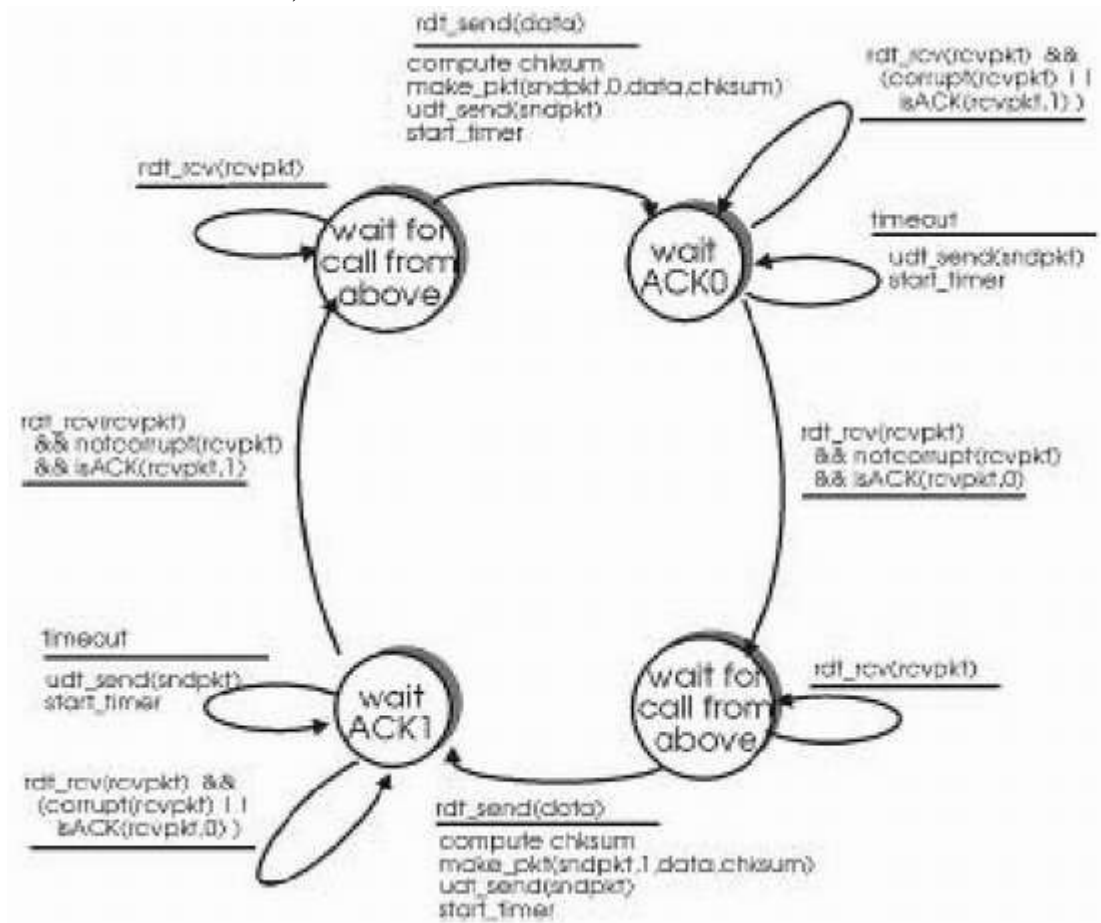 rdt_send(data)
compute chksum
make_pkt(sndpkt,0,data,chksum)
udt_send(sndpkt)
start_timer
rdt_rcv(rcvpkt) &&
(corrupt(rcvpkt) | |
isACK(rcvpkt,1) )
rdt_rcv(rcvpkt)
wait for
call from
above
wait
ACK0
timeout
udt_send(sndpkt)
start_timer
rdt_rcv(rcvpkt)
&& notcorrupt(rcvpkt)
&& isACK(rcvpkt,1)
rdt_rcv(rcvpkt)
&& notcorrupt(rcvpkt)
&& isACK(rcvpkt,0)
timeout
udt_send(sndpkt)
start_timer
wait
ACK1
wait for
call from
above
rdt_rcv(rcvpkt)
rdt_rcv(rcvpkt) &&
(corrupt(rcvpkt) | |
isACK(rcvpkt,0) )
rdt_send(data)
compute chksum
make_pkt(sndpkt,1,data,chksum)
udt_send(sndpkt)
start_timer